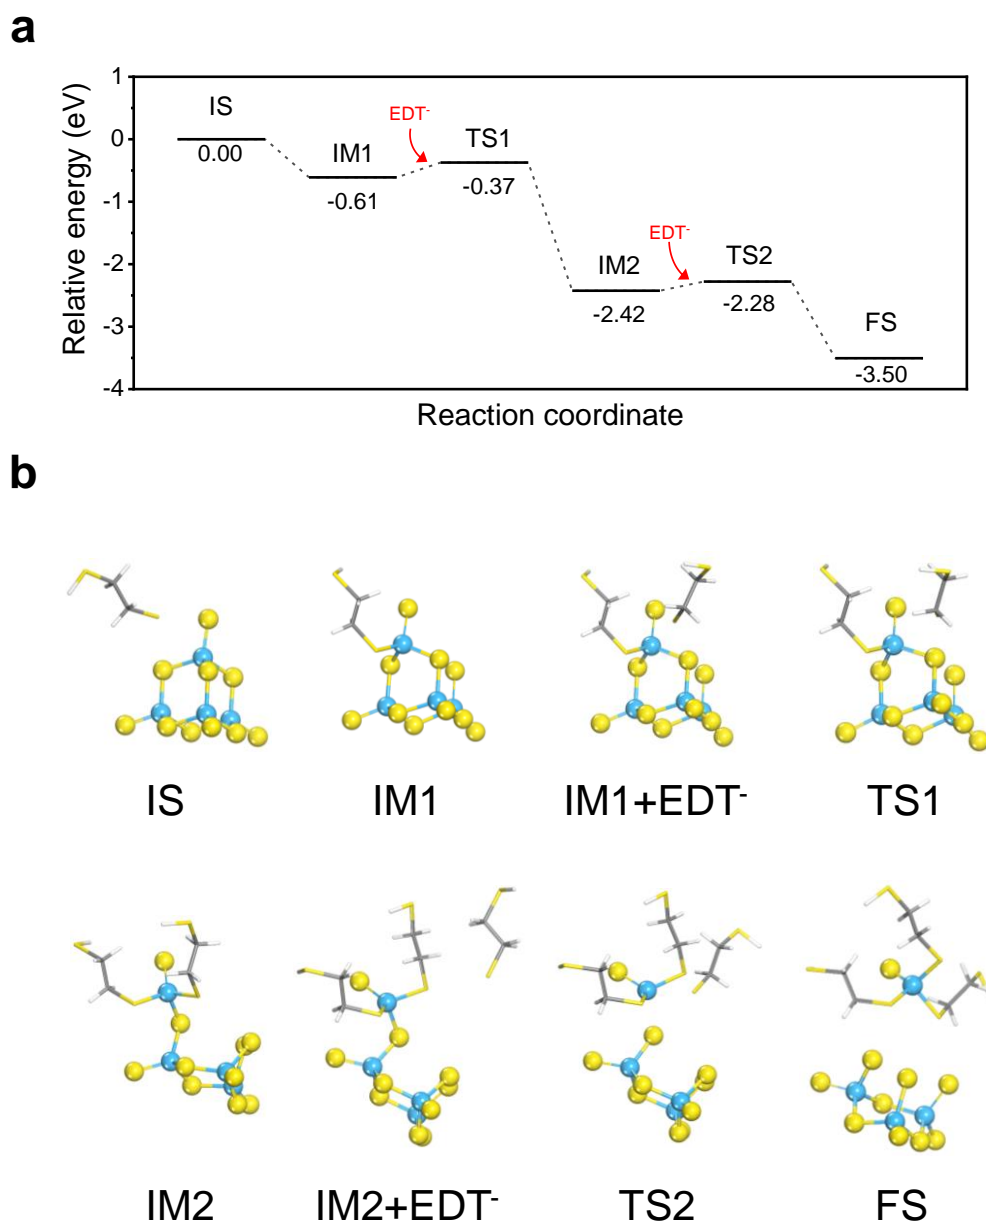 a
Relative energy (eV)
1
0
-1
-2
-3
-4
IS
0.00
IM1
-0.61
EDT-
TS1
-0.37
IM2
-2.42
EDT-
TS2
-2.28
FS
-3.50
Reaction coordinate
b
IS IM1 IM1+EDT- TS1
IM2 IM2+EDT- TS2 FS